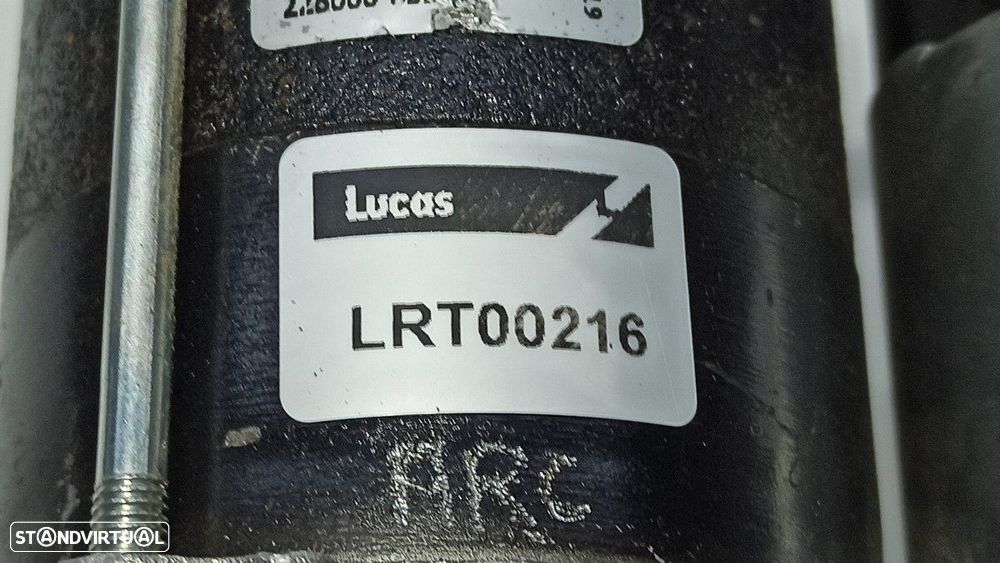 Lucas
LRT00216
ARC
STANDVIRTUAL